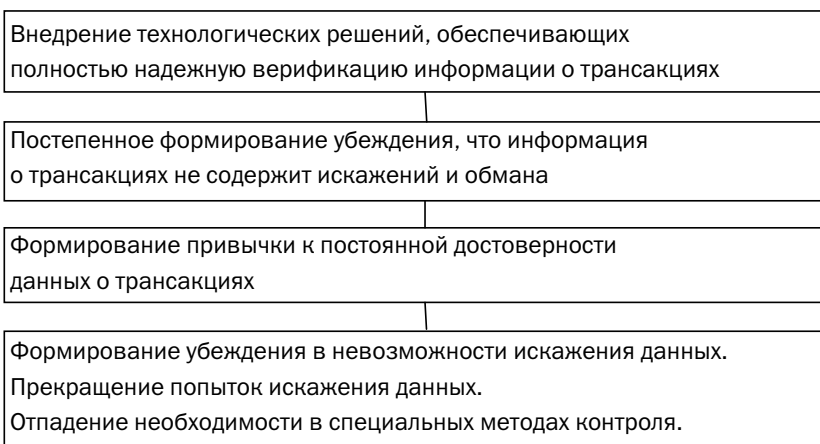 Внедрение технологических решений, обеспечивающих
полностью надежную верификацию информации о трансакциях
Постепенное формирование убеждения, что информация
о трансакциях не содержит искажений и обмана
Формирование привычки к постоянной достоверности
данных о трансакциях
Формирование убеждения в невозможности искажения данных.
Прекращение попыток искажения данных.
Отпадение необходимости в специальных методах контроля.